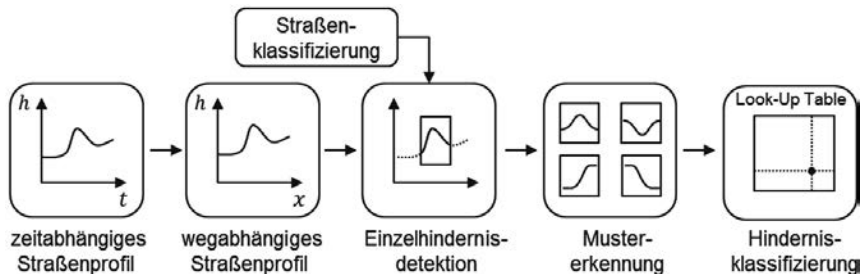 Straßen-
klassifizierung
h
t
h
x
Look-Up Table
zeitabhängiges
Straßenprofil
wegabhängiges
Straßenprofil
Einzelhindernis-
detektion
Muster-
erkennung
Hindernis-
klassifizierung